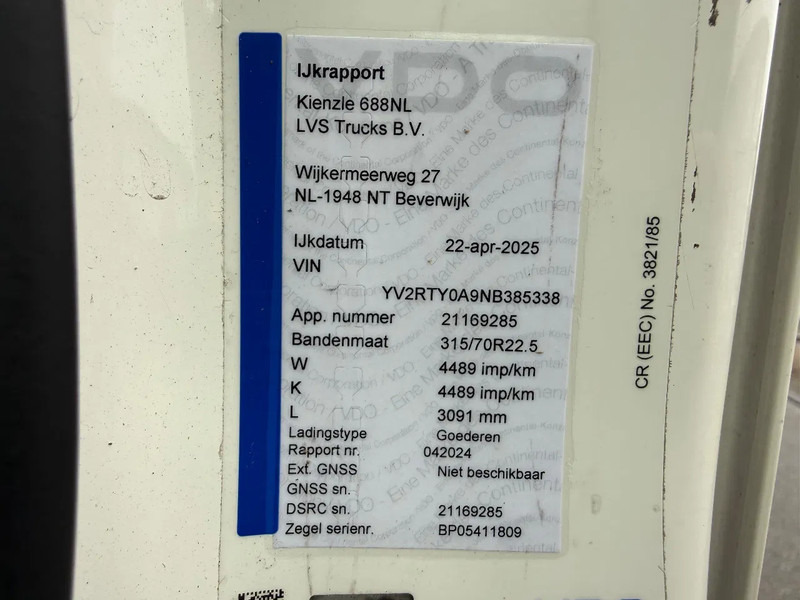 IJkrapport
Kienzle 688NL
LVS Trucks B.V.
Wijkermeerweg 27
NL-1948 NT Beverwijk
IJkdatum 22-apr-2025
VIN
YV2RTY0A9NB385338
App. nummer 21169285
Bandenmaat 315/70R22.5
W 4489 imp/km
K 4489 imp/km
L 3091 mm
Ladingstype Goederen
Rapport nr. 042024
Ext. GNSS Niet beschikbaar
GNSS sn.
DSRC sn. 21169285
Zegel serienr. BP05411809
CR (EEC) No. 3821/85
VDO